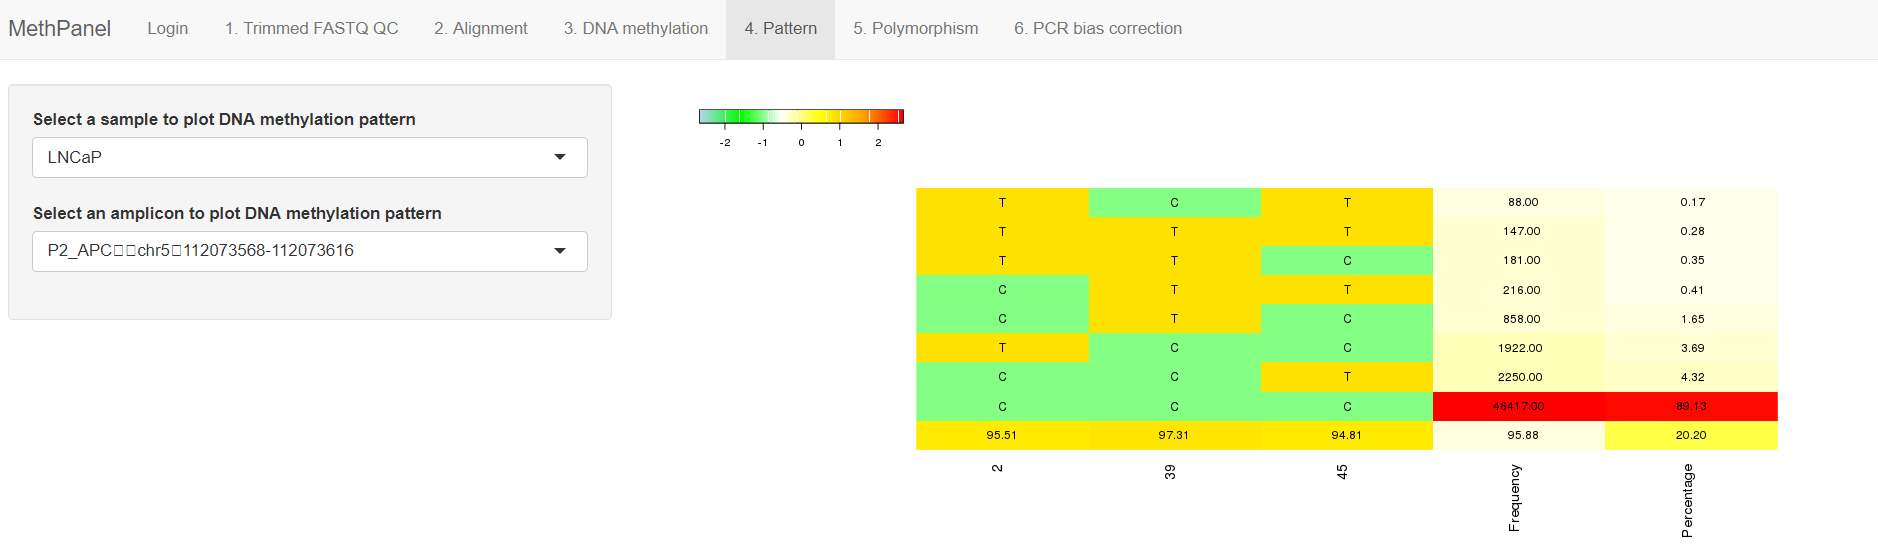 MethPanel Login 1. Trimmed FASTQ QC 2. Alignment 3. DNA methylation 4. Pattern 5. Polymorphism 6. PCR bias correction
Select a sample to plot DNA methylation pattern
LNCaP
Select an amplicon to plot DNA methylation pattern
P2_APC□□chr5□112073568-112073616
-2 -1 0 1 2
T C T 88.00 0.17
T T T 147.00 0.28
T T C 181.00 0.35
C T T 216.00 0.41
C T C 858.00 1.65
T C C 1922.00 3.69
C C T 2250.00 4.32
C C C 46417.00 89.13
95.51 97.31 94.81 95.88 20.20
2 39 45 Frequency Percentage